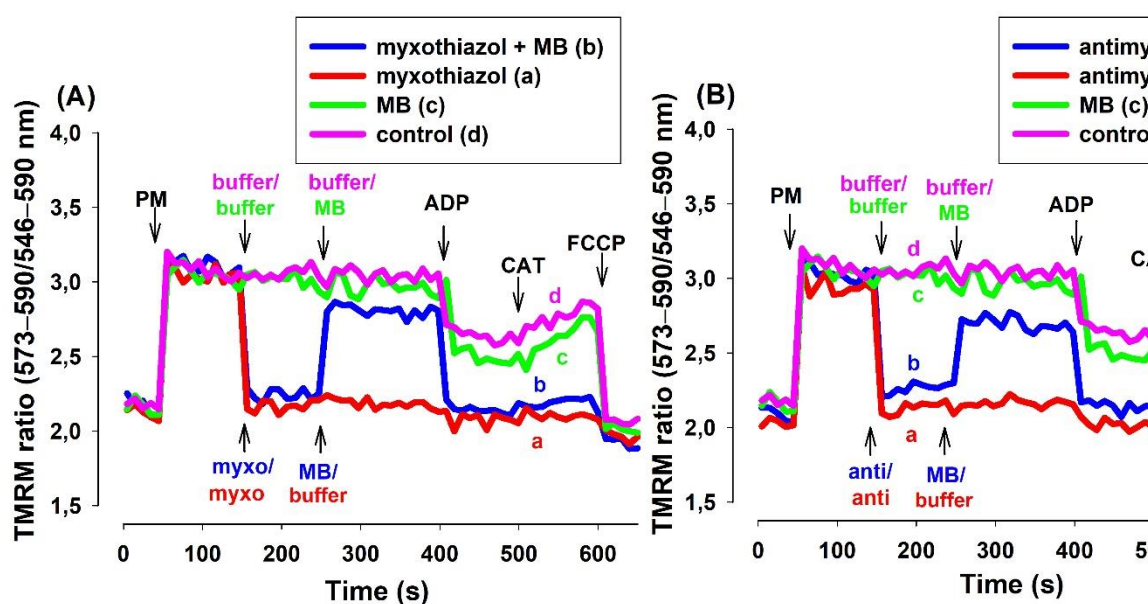 (A)
myxothiazol + MB (b)
myxothiazol (a)
MB (c)
control (d)
TMRM ratio (573–590/546–590 nm)
4,0
3,5
3,0
2,5
2,0
1,5
PM
buffer/
buffer
buffer/
MB
ADP
CAT
FCCP
d
c
b
a
myxo/
myxo
MB/
buffer
0 100 200 300 400 500 600
Time (s)
(B)
MB (c)
TMRM ratio (573–590/546–590 nm)
4,0
3,5
3,0
2,5
2,0
1,5
PM
buffer/
buffer
buffer/
MB
ADP
d
c
b
a
anti/
anti
MB/
buffer
0 100 200 300 400
Time (s)